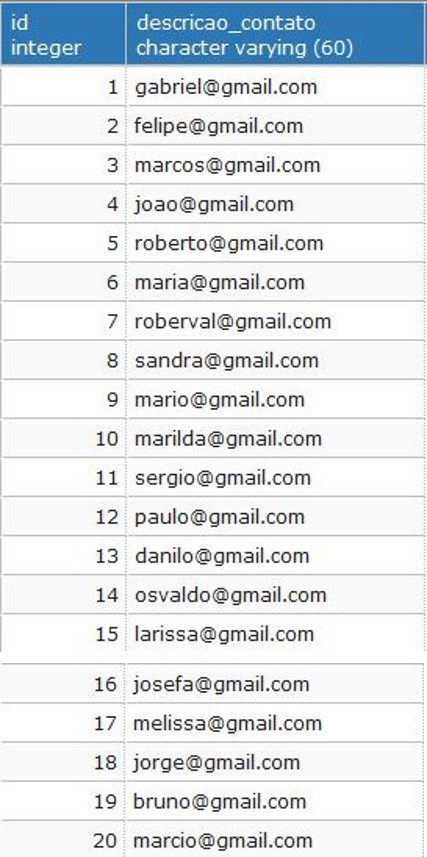 id descricao_contato
integer character varying (60)
1 gabriel@gmail.com
2 felipe@gmail.com
3 marcos@gmail.com
4 joao@gmail.com
5 roberto@gmail.com
6 maria@gmail.com
7 roberval@gmail.com
8 sandra@gmail.com
9 mario@gmail.com
10 marilda@gmail.com
11 sergio@gmail.com
12 paulo@gmail.com
13 danilo@gmail.com
14 osvaldo@gmail.com
15 larissa@gmail.com
16 josefa@gmail.com
17 melissa@gmail.com
18 jorge@gmail.com
19 bruno@gmail.com
20 marcio@gmail.com